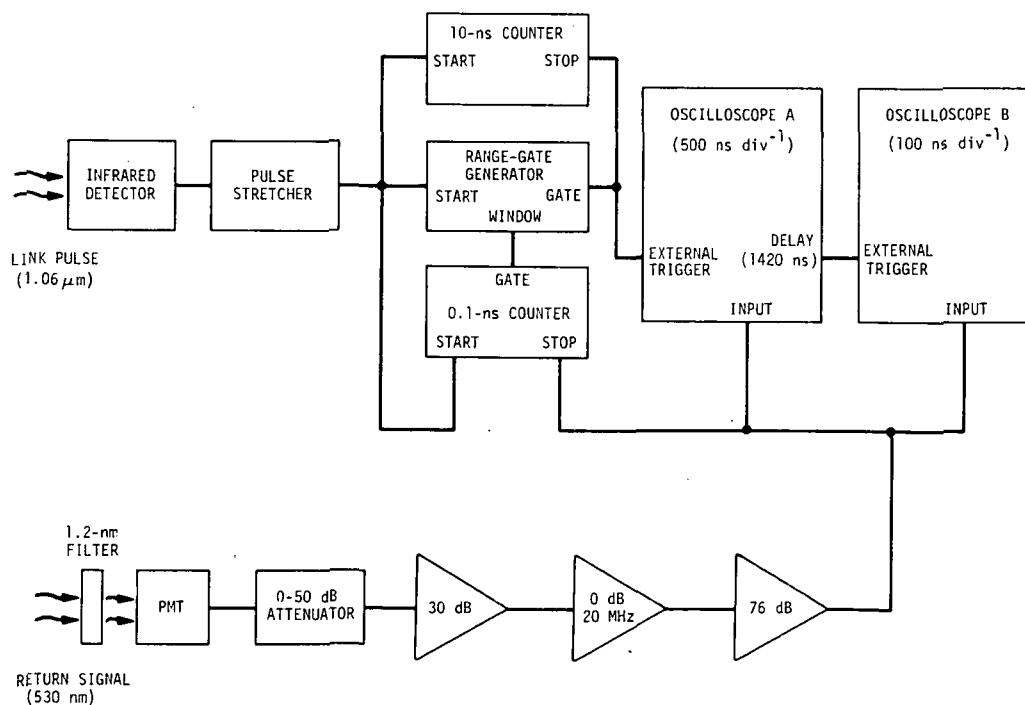 10-ns COUNTER
START STOP
OSCILLOSCOPE A
(500 ns div⁻¹)
OSCILLOSCOPE B
(100 ns div⁻¹)
INFRARED
DETECTOR
PULSE
STRETCHER
RANGE-GATE
GENERATOR
START GATE
WINDOW
LINK PULSE
(1.06 μm)
EXTERNAL
TRIGGER
DELAY
(1420 ns)
EXTERNAL
TRIGGER
GATE
0.1-ns COUNTER
START STOP
INPUT
INPUT
1.2-nm
FILTER
PMT
0-50 dB
ATTENUATOR
30 dB
0 dB
20 MHz
76 dB
RETURN SIGNAL
(530 nm)